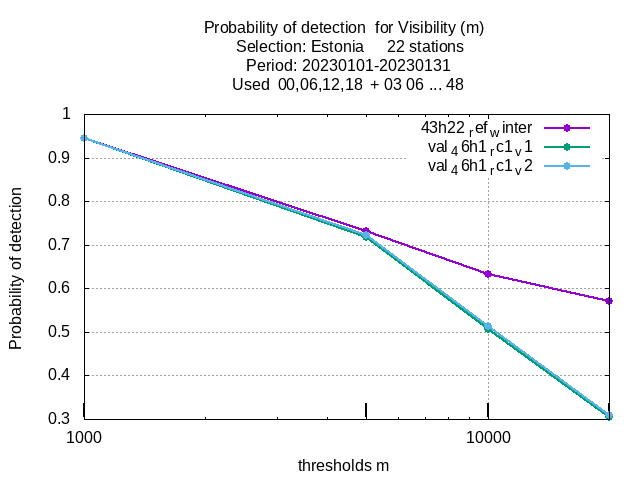 Probability of detection for Visibility (m)
Selection: Estonia 22 stations
Period: 20230101-20230131
Used 00,06,12,18 + 03 06 ... 48
43h22 ref winter
val 4 6h1 r c1 v 1
val 4 6h1 r c1 v 2
1
0.9
0.8
0.7
0.6
0.5
0.4
0.3
Probability of detection
1000 10000
thresholds m